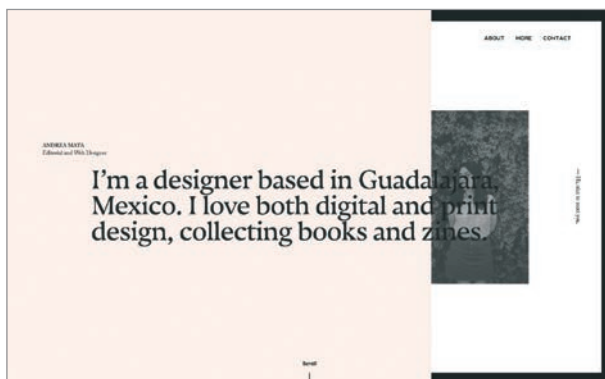 ABOUT MORE CONTACT
ANDREA MATA
Editorial and Web Designer
I'm a designer based in Guadalajara,
Mexico. I love both digital and print
design, collecting books and zines.
Scroll